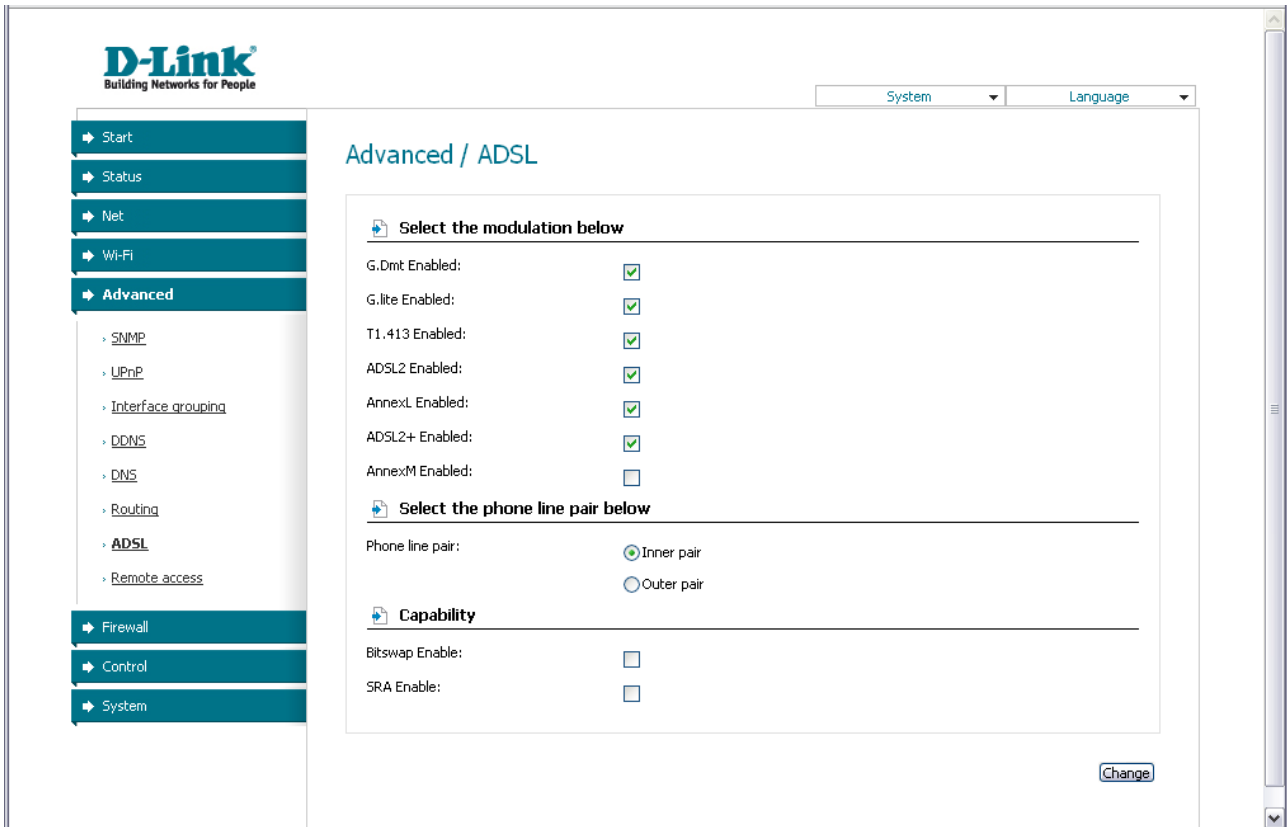 D-Link
Building Networks for People
System
Language
Start
Status
Net
Wi-Fi
Advanced
SNMP
UPnP
Interface grouping
DDNS
DNS
Routing
ADSL
Remote access
Firewall
Control
System
Advanced / ADSL
Select the modulation below
G.Dmt Enabled:
G.lite Enabled:
T1.413 Enabled:
ADSL2 Enabled:
AnnexL Enabled:
ADSL2+ Enabled:
AnnexM Enabled:
Select the phone line pair below
Phone line pair:
Inner pair
Outer pair
Capability
Bitswap Enable:
SRA Enable:
Change